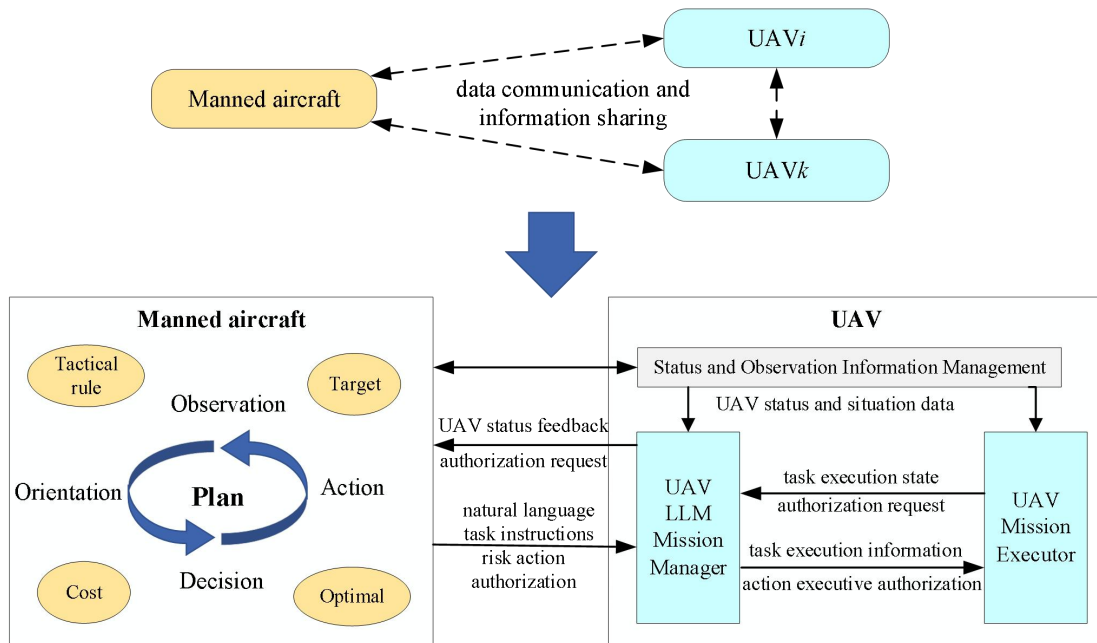 UAVi
Manned aircraft
data communication and
information sharing
UAVk
Manned aircraft
Tactical
rule
Target
Observation
Orientation
Plan
Action
Decision
Cost
Optimal
UAV status feedback
authorization request
natural language
task instructions
risk action
authorization
UAV
Status and Observation Information Management
UAV status and situation data
UAV
LLM
Mission
Manager
task execution state
authorization request
task execution information
action executive authorization
UAV
Mission
Executor